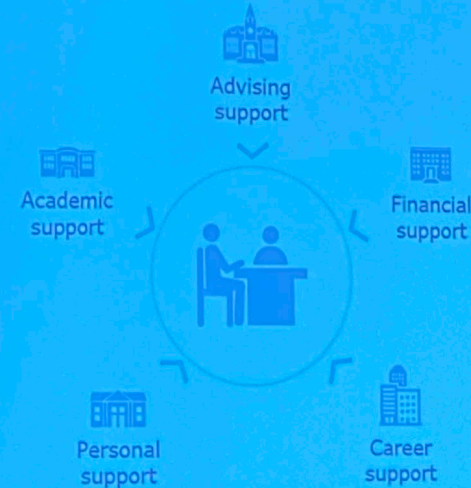 Advising
support
Academic
support
Financial
support
Personal
support
Career
support